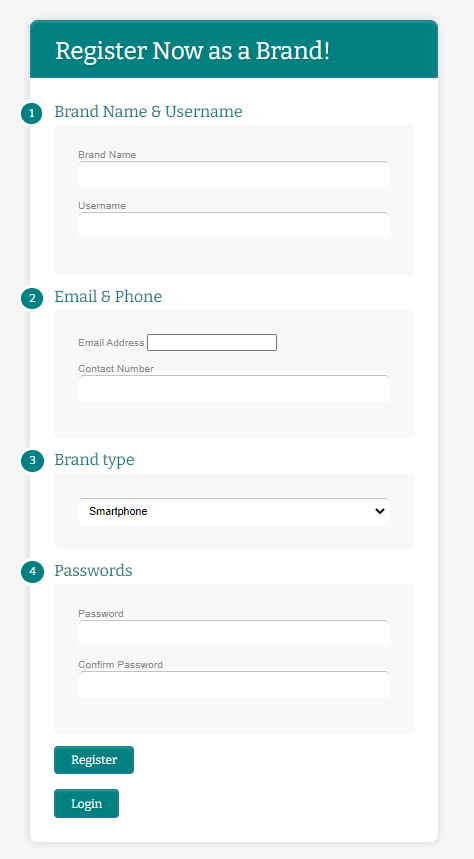 Register Now as a Brand!
1 Brand Name & Username
Brand Name
Username
2 Email & Phone
Email Address
Contact Number
3 Brand type
Smartphone
4 Passwords
Password
Confirm Password
Register
Login